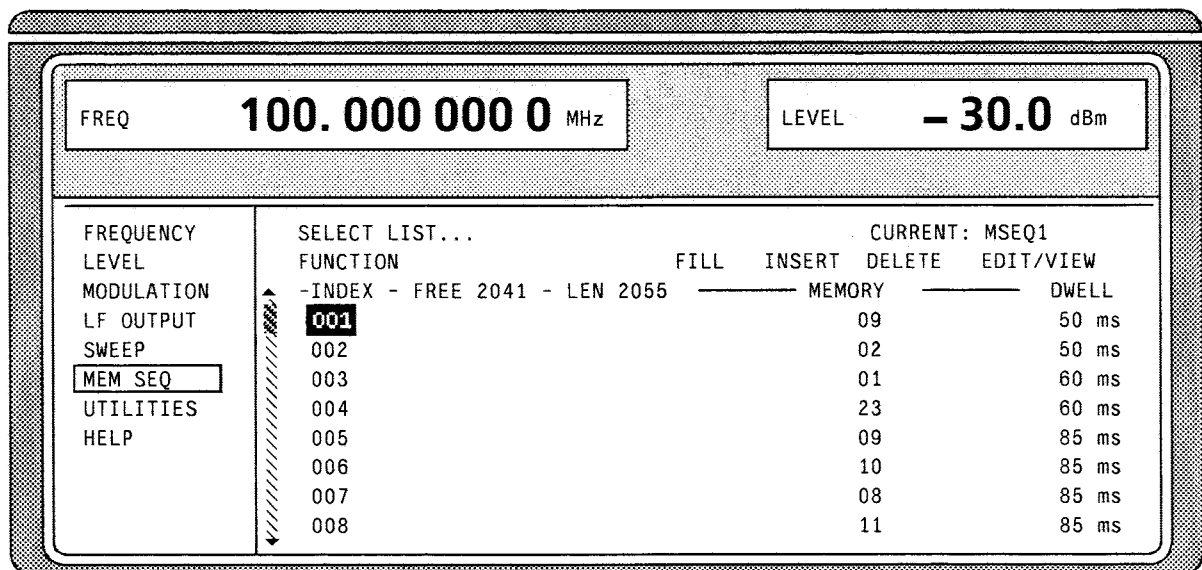 FREQ 100. 000 000 0 MHz LEVEL - 30.0 dBm
FREQUENCY
LEVEL
MODULATION
LF OUTPUT
SWEEP
MEM SEQ
UTILITIES
HELP
SELECT LIST... CURRENT: MSEQ1
FUNCTION FILL INSERT DELETE EDIT/VIEW
-INDEX - FREE 2041 - LEN 2055 MEMORY DWELL
001 09 50 ms
002 02 50 ms
003 01 60 ms
004 23 60 ms
005 09 85 ms
006 10 85 ms
007 08 85 ms
008 11 85 ms